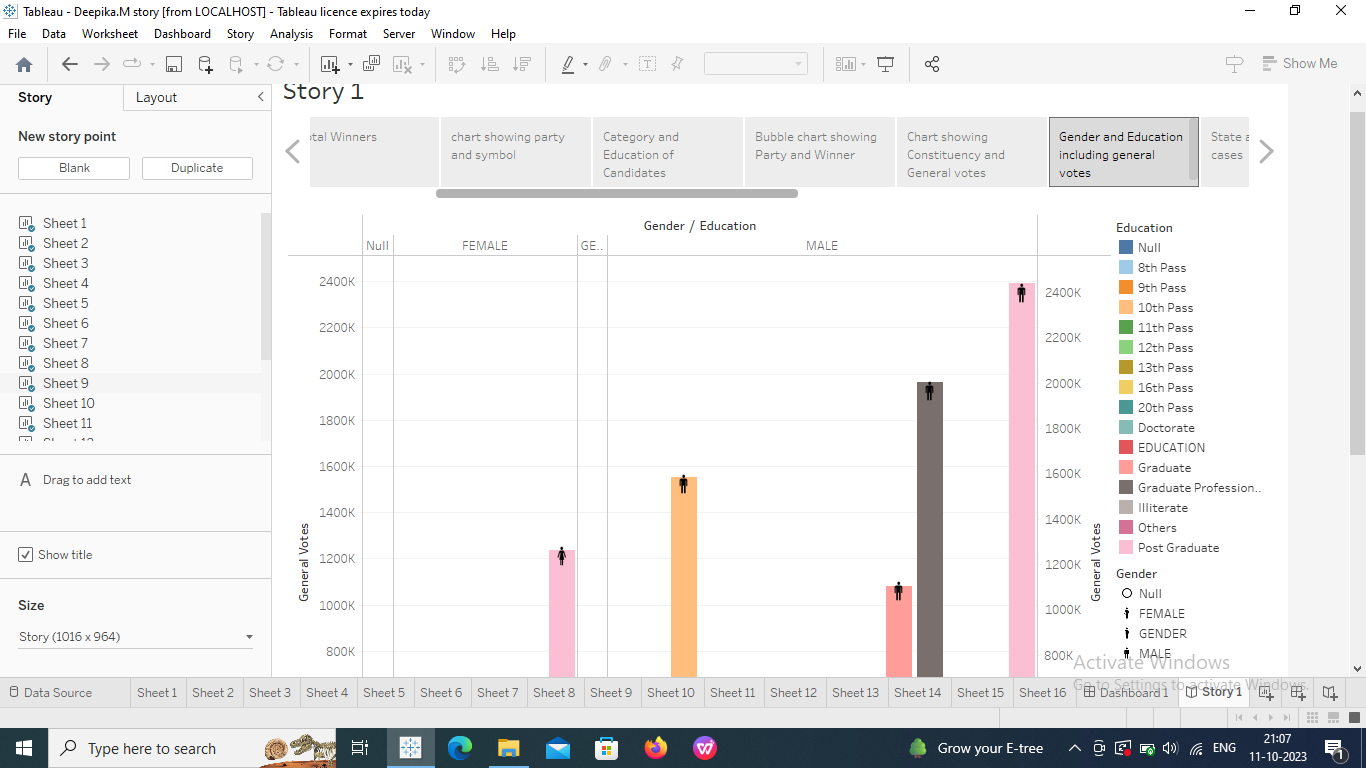 Tableau - Deepika.M story [from LOCALHOST] - Tableau licence expires today
File Data Worksheet Dashboard Story Analysis Format Server Window Help
Show Me
Story Layout
New story point
Blank Duplicate
Sheet 1
Sheet 2
Sheet 3
Sheet 4
Sheet 5
Sheet 6
Sheet 7
Sheet 8
Sheet 9
Sheet 10
Sheet 11
A Drag to add text
Show title
Size
Story (1016 x 964)
Story 1
Winners
chart showing party
and symbol
Category and
Education of
Candidates
Bubble chart showing
Party and Winner
Chart showing
Constituency and
General votes
Gender and Education
including general
votes
State
cases
Gender / Education
Null FEMALE GE.. MALE
2400K
2200K
2000K
1800K
1600K
1400K
1200K
1000K
800K
General Votes
2400K
2200K
2000K
1800K
1600K
1400K
1200K
1000K
800K
General Votes
Education
Null
8th Pass
9th Pass
10th Pass
11th Pass
12th Pass
13th Pass
16th Pass
20th Pass
Doctorate
EDUCATION
Graduate
Graduate Profession..
Illiterate
Others
Post Graduate
Gender
Null
FEMALE
GENDER
MALE
Activate Windows
Go to Settings to activate Windows.
Data Source Sheet 1 Sheet 2 Sheet 3 Sheet 4 Sheet 5 Sheet 6 Sheet 7 Sheet 8 Sheet 9 Sheet 10 Sheet 11 Sheet 12 Sheet 13 Sheet 14 Sheet 15 Sheet 16 Dashboard 1 Story 1
Type here to search
Grow your E-tree
ENG
21:07
11-10-2023
1